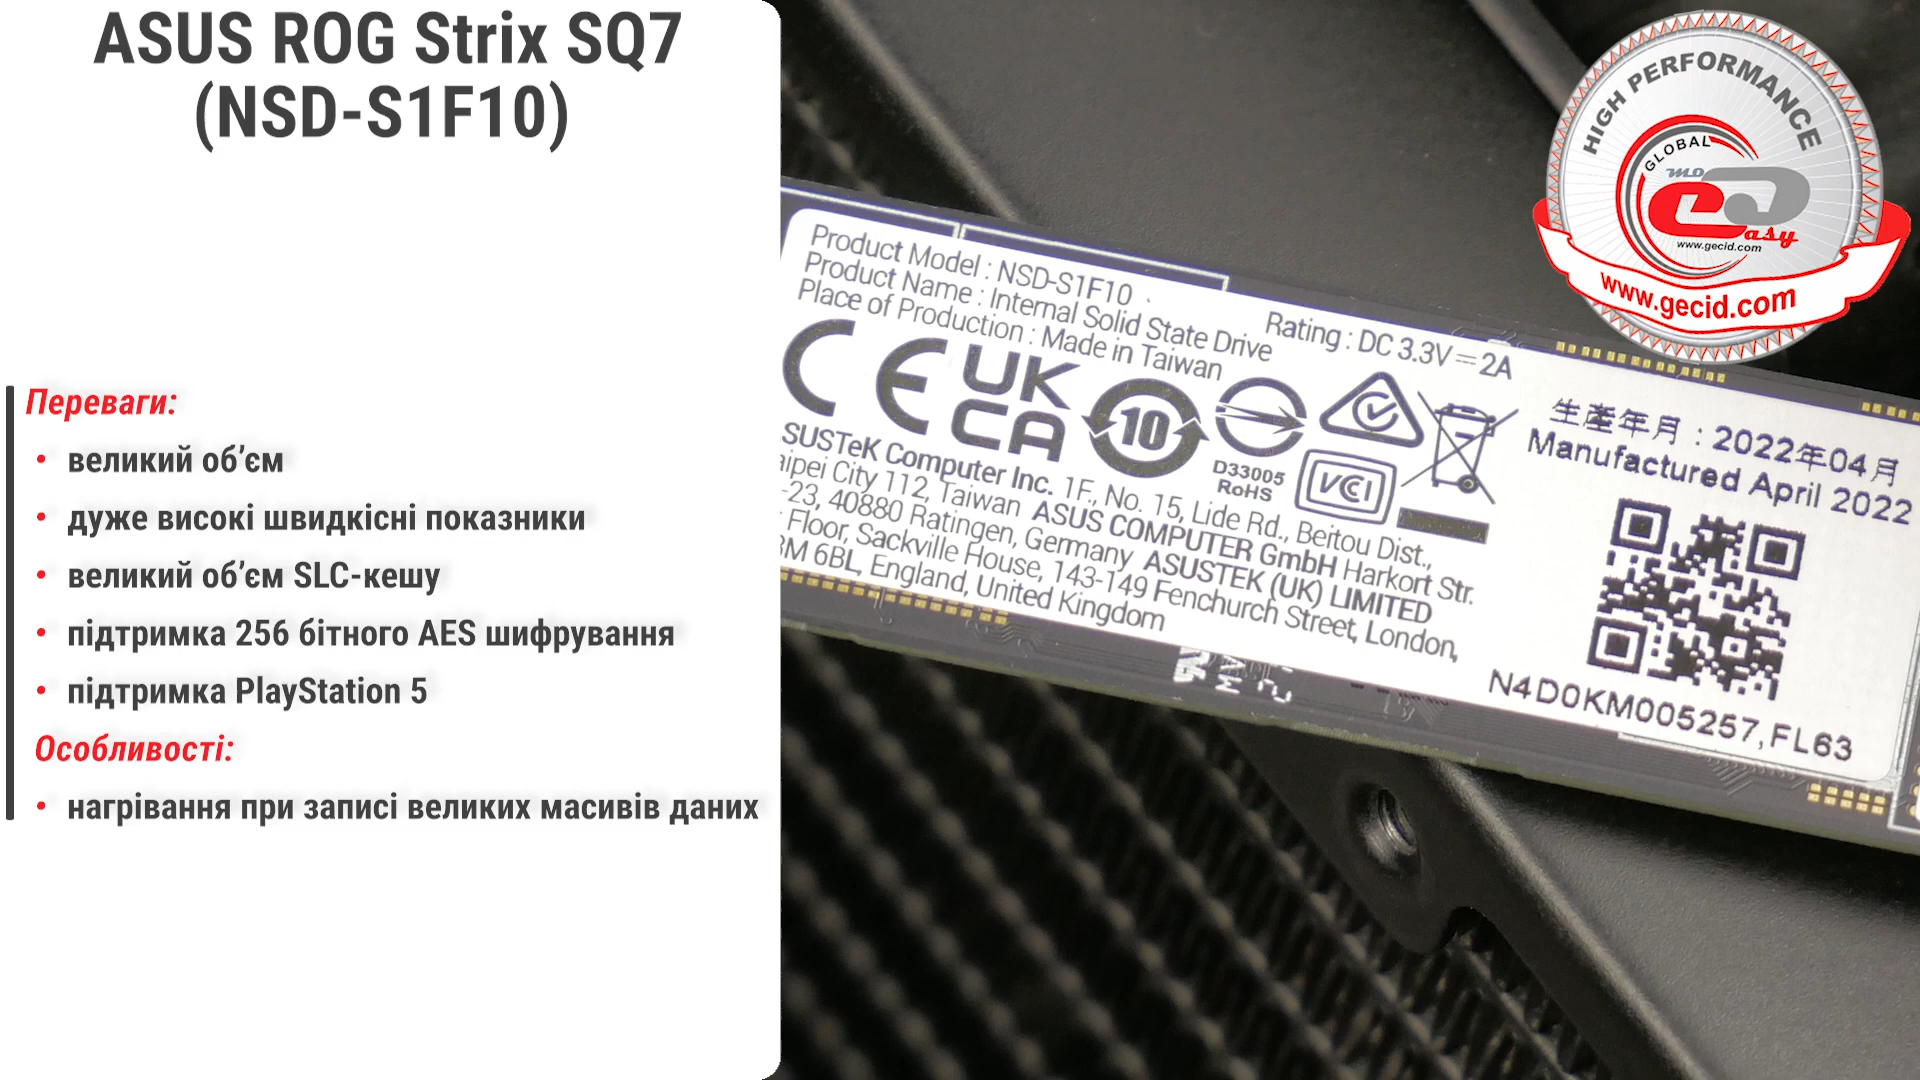 ASUS ROG Strix SQ7
(NSD-S1F10)
Переваги:
• великий об’єм
• дуже високі швидкісні показники
• великий об’єм SLC-кешу
• підтримка 256 бітного AES шифрування
• підтримка PlayStation 5
Особливості:
• нагрівання при записі великих масивів даних
HIGH PERFORMANCE
GLOBAL
easy
www.gecid.com
www.gecid.com
Product Model : NSD-S1F10
Product Name : Internal Solid State Drive
Place of Production : Made in Taiwan
Rating : DC 3.3V ⎓ 2A
CE UK
CA
10
D33005
RoHS
VCI
SUSTeK Computer Inc. 1F., No. 15, Lide Rd., Beitou Dist.,
aipei City 112, Taiwan ASUS COMPUTER GmbH Harkort Str.
-23, 40880 Ratingen, Germany ASUSTEK (UK) LIMITED
Floor, Sackville House, 143-149 Fenchurch Street, London,
3M 6BL, England, United Kingdom
生產年月 : 2022年04月
Manufactured April 2022
N4D0KM005257,FL63